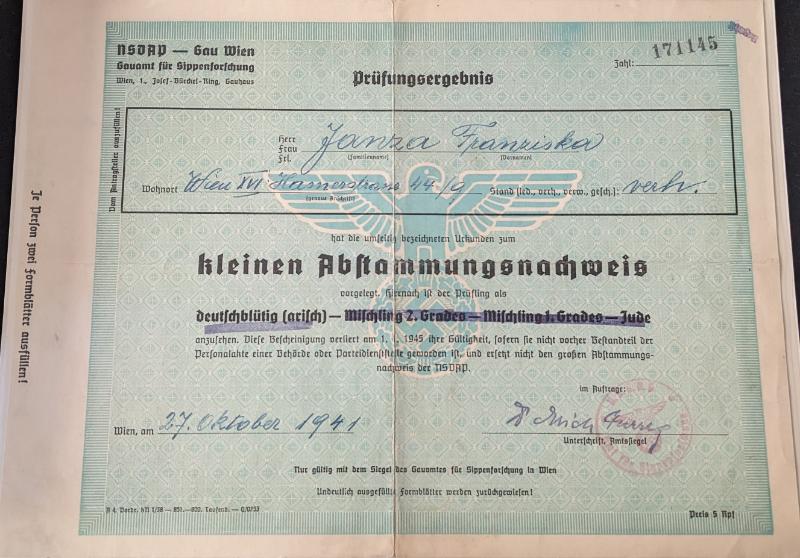 NSDAP — Gau Wien
Gauamt für Sippenforschung
Wien, 1., Josef-Bürckel-Ring, Gauhaus
Zahl: 171145
Prüfungsergebnis
Vom Antragsteller auszufüllen!
Je Person zwei Formblätter ausfüllen!
Herr
Frau
Frl.
Janza Franziska
(Familienname) (Vorname)
Wohnort Wien XVI 44/9 Stand (led., verh., verw., gesch.): verh.
(genaue Anschrift)
hat die umseitig bezeichneten Urkunden zum
kleinen Abstammungsnachweis
vorgelegt. Hiernach ist der Prüfling als
deutschblütig (arisch) — Mischling 2. Grades — Mischling 1. Grades — Jude
anzusehen. Diese Bescheinigung verliert am 1. 1. 1945 ihre Gültigkeit, sofern sie nicht vorher Bestandteil der
Personalakte einer Behörde oder Parteidienststelle geworden ist, und ersetzt nicht den großen Abstammungs-
nachweis der NSDAP.
im Auftrage:
Wien, am 27. Oktober 1941
Unterschrift, Amtssiegel
Nur gültig mit dem Siegel des Gauamtes für Sippenforschung in Wien
Undeutlich ausgefüllte Formblätter werden zurückgewiesen!
Preis 5 Rpf